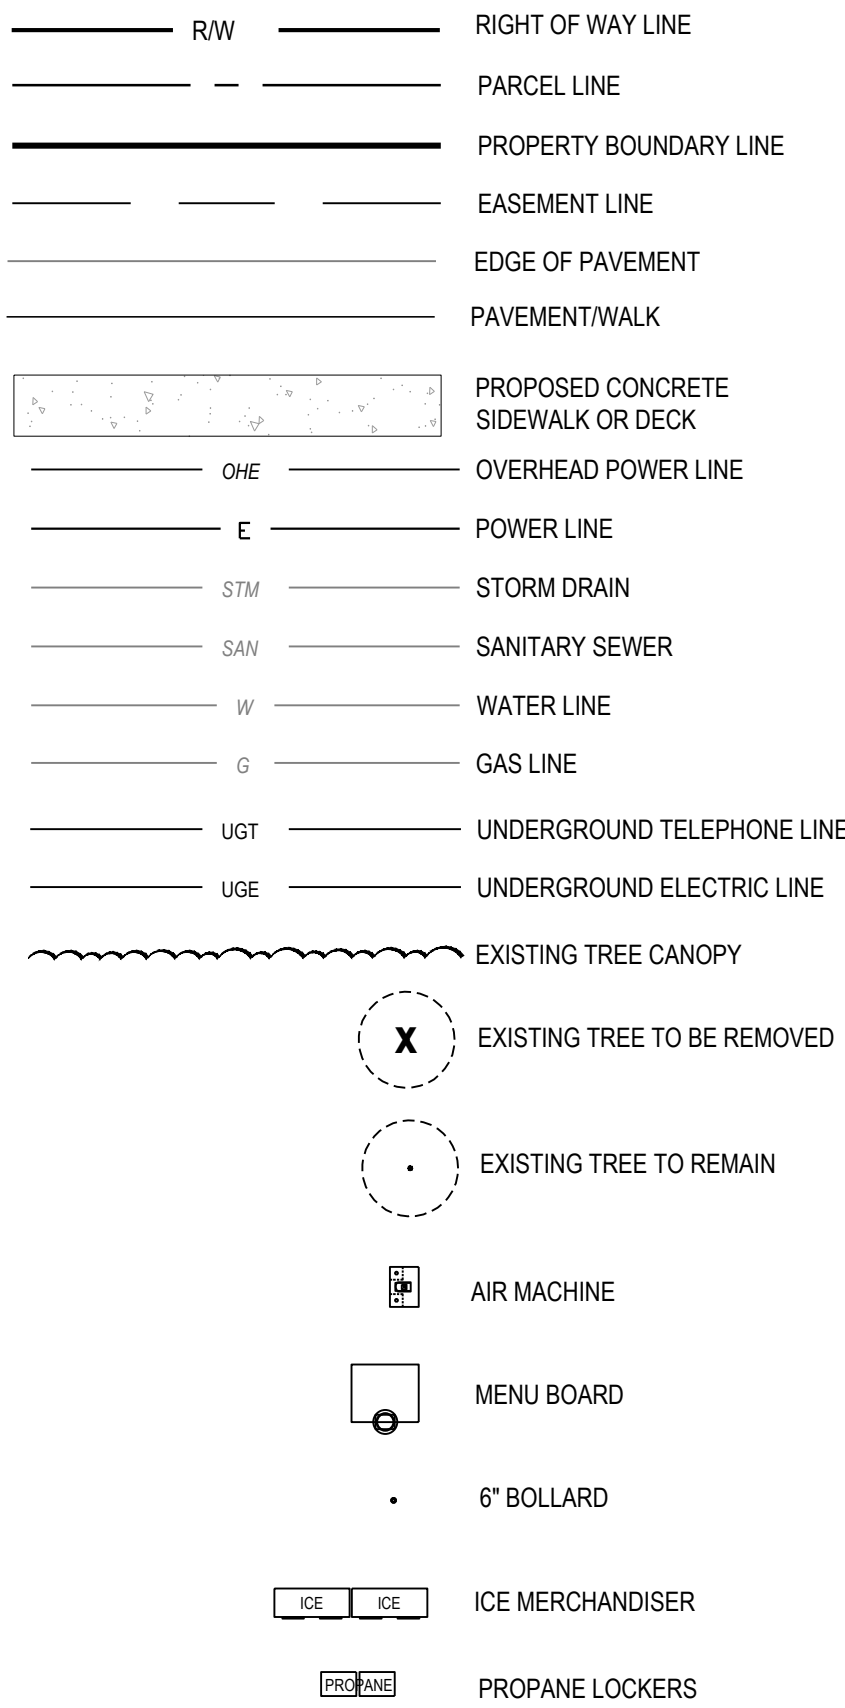 R/W RIGHT OF WAY LINE
PARCEL LINE
PROPERTY BOUNDARY LINE
EASEMENT LINE
EDGE OF PAVEMENT
PAVEMENT/WALK
PROPOSED CONCRETE
SIDEWALK OR DECK
OHE OVERHEAD POWER LINE
E POWER LINE
STM STORM DRAIN
SAN SANITARY SEWER
W WATER LINE
G GAS LINE
UGT UNDERGROUND TELEPHONE LINE
UGE UNDERGROUND ELECTRIC LINE
EXISTING TREE CANOPY
X EXISTING TREE TO BE REMOVED
EXISTING TREE TO REMAIN
AIR MACHINE
MENU BOARD
6" BOLLARD
ICE ICE ICE MERCHANDISER
PROPANE PROPANE LOCKERS